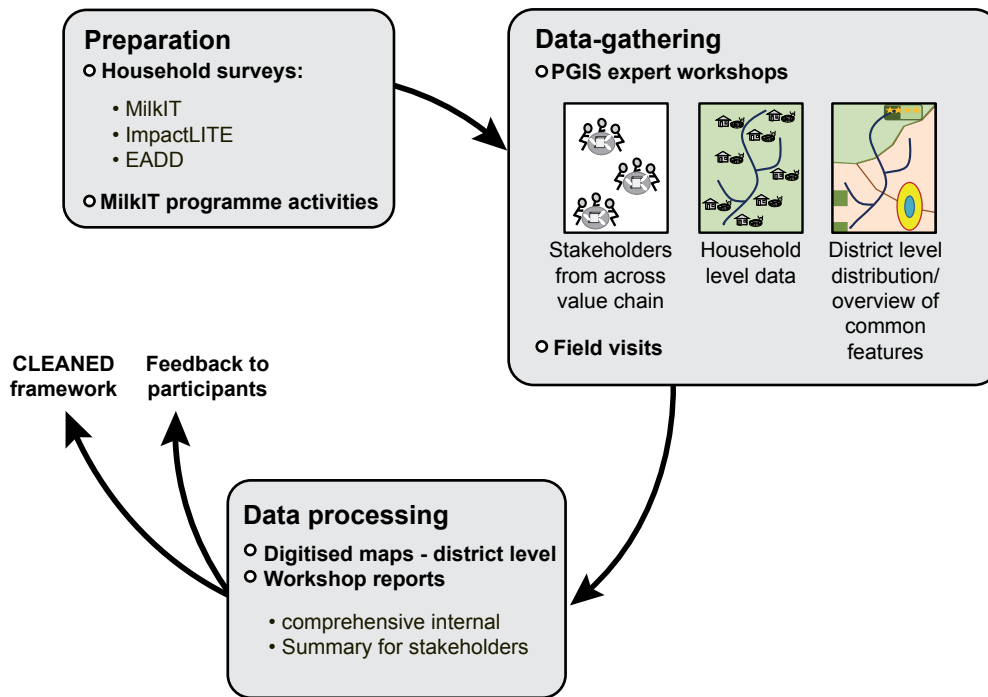 Preparation
Household surveys:
• MilkIT
• ImpactLITE
• EADD
MilkIT programme activities
Data-gathering
PGIS expert workshops
Stakeholders
from across
value chain
Household
level data
District level
distribution/
overview of
common
features
Field visits
CLEANED
framework
Feedback to
participants
Data processing
Digitised maps - district level
Workshop reports
• comprehensive internal
• Summary for stakeholders